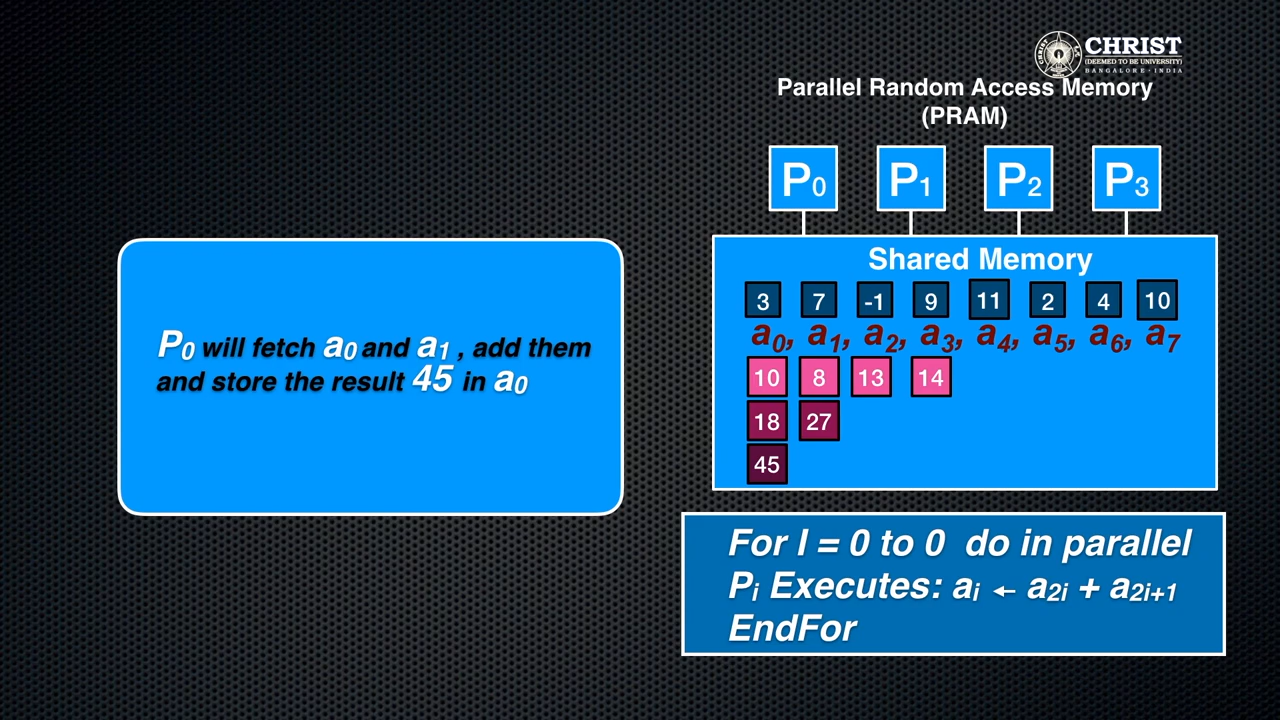 CHRIST
(DEEMED TO BE UNIVERSITY)
BANGALORE · INDIA
Parallel Random Access Memory
(PRAM)
P0 P1 P2 P3
Shared Memory
3 7 -1 9 11 2 4 10
a0, a1, a2, a3, a4, a5, a6, a7
10 8 13 14
18 27
45
P0 will fetch a0 and a1 , add them
and store the result 45 in a0
For I = 0 to 0 do in parallel
Pi Executes: ai ← a2i + a2i+1
EndFor